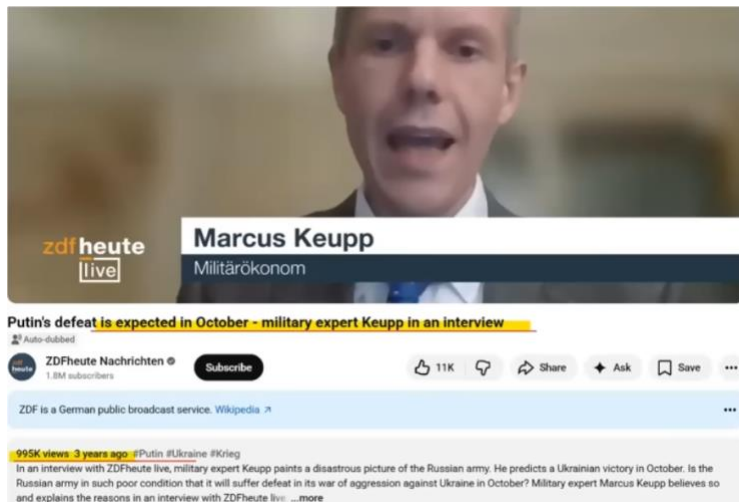 zdfheute
live
Marcus Keupp
Militärökonom
Putin's defeat is expected in October - military expert Keupp in an interview
Auto-dubbed
heute
ZDFheute Nachrichten
1.8M subscribers
Subscribe
11K
Share
Ask
Save
...
ZDF is a German public broadcast service. Wikipedia
...
995K views 3 years ago #Putin #Ukraine #Krieg
In an interview with ZDFheute live, military expert Keupp paints a disastrous picture of the Russian army. He predicts a Ukrainian victory in October. Is the
Russian army in such poor condition that it will suffer defeat in its war of aggression against Ukraine in October? Military expert Marcus Keupp believes so
and explains the reasons in an interview with ZDFheute live. ...more